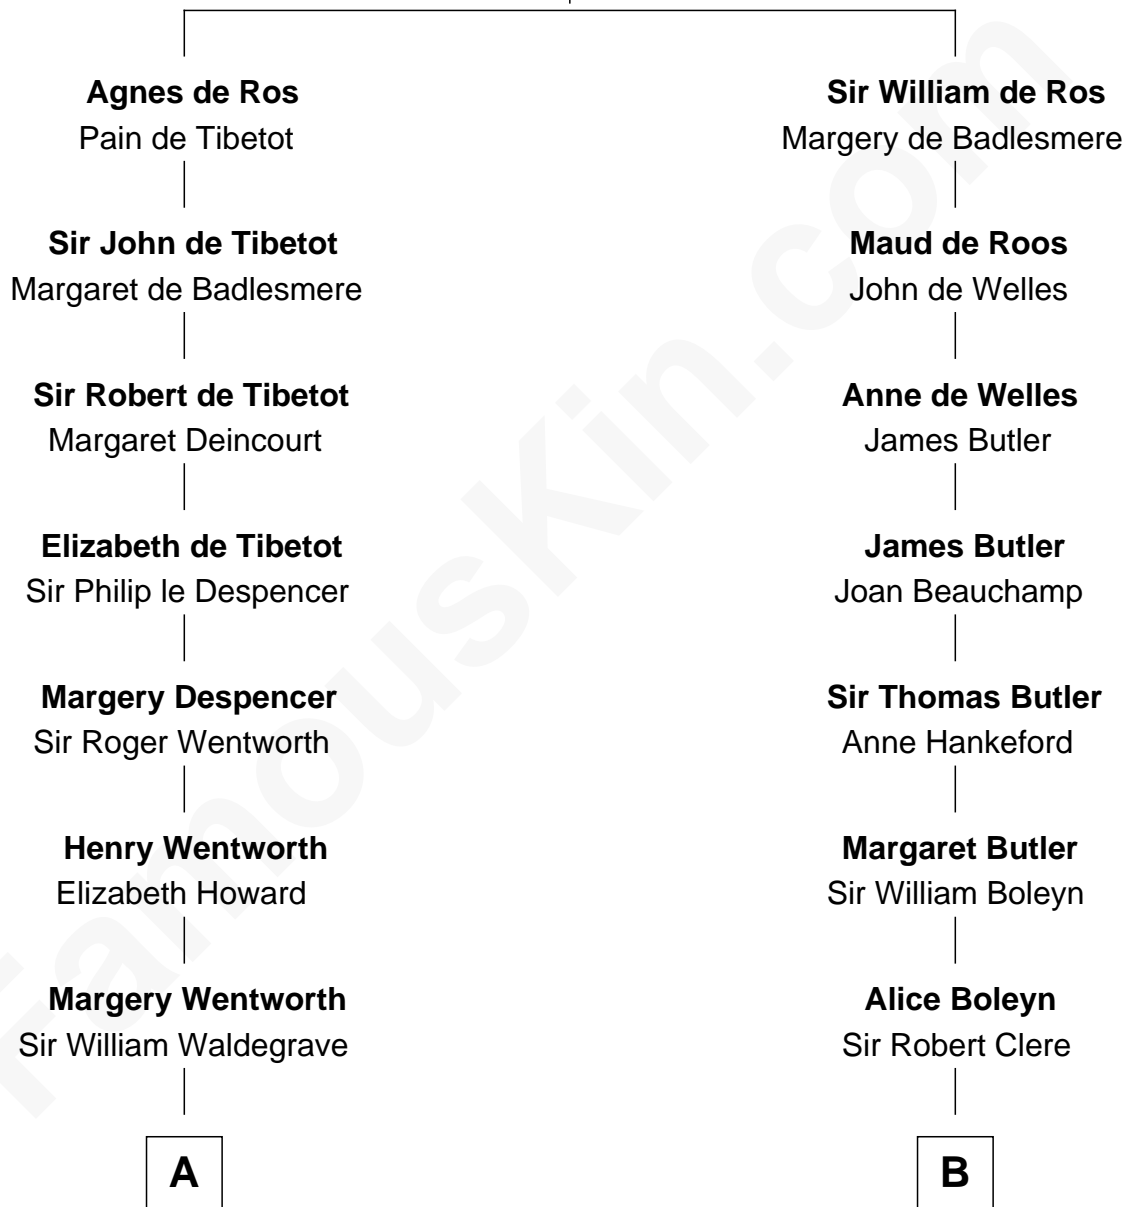 Agnes de Ros
Pain de Tibetot
Sir William de Ros
Margery de Badlesmere
Sir John de Tibetot
Margaret de Badlesmere
Maud de Roos
John de Welles
Sir Robert de Tibetot
Margaret Deincourt
Anne de Welles
James Butler
Elizabeth de Tibetot
Sir Philip le Despencer
James Butler
Joan Beauchamp
Margery Despencer
Sir Roger Wentworth
Sir Thomas Butler
Anne Hankeford
Henry Wentworth
Elizabeth Howard
Margaret Butler
Sir William Boleyn
Margery Wentworth
Sir William Waldegrave
Alice Boleyn
Sir Robert Clere
A
B
FamousKin.com